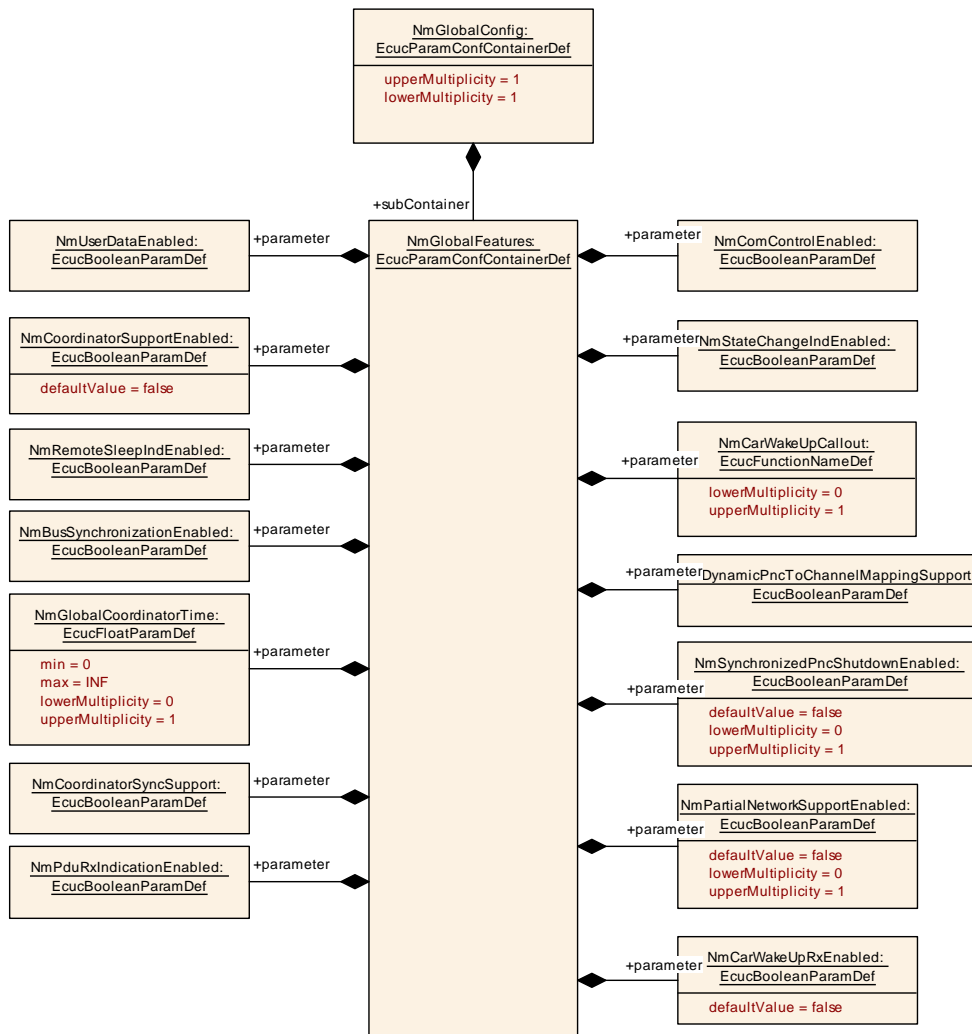 NmGlobalConfig:
EcucParamConfContainerDef
upperMultiplicity = 1
lowerMultiplicity = 1
+subContainer
NmGlobalFeatures:
EcucParamConfContainerDef
NmUserDataEnabled:
EcucBooleanParamDef
+parameter
NmCoordinatorSupportEnabled:
EcucBooleanParamDef
defaultValue = false
+parameter
NmRemoteSleepIndEnabled:
EcucBooleanParamDef
+parameter
NmBusSynchronizationEnabled:
EcucBooleanParamDef
+parameter
NmGlobalCoordinatorTime:
EcucFloatParamDef
min = 0
max = INF
lowerMultiplicity = 0
upperMultiplicity = 1
+parameter
NmCoordinatorSyncSupport:
EcucBooleanParamDef
+parameter
NmPduRxIndicationEnabled:
EcucBooleanParamDef
+parameter
+parameter
NmComControlEnabled:
EcucBooleanParamDef
+parameter
NmStateChangeIndEnabled:
EcucBooleanParamDef
+parameter
NmCarWakeUpCallout:
EcucFunctionNameDef
lowerMultiplicity = 0
upperMultiplicity = 1
+parameter
DynamicPncToChannelMappingSupport
EcucBooleanParamDef
+parameter
NmSynchronizedPncShutdownEnabled:
EcucBooleanParamDef
defaultValue = false
lowerMultiplicity = 0
upperMultiplicity = 1
+parameter
NmPartialNetworkSupportEnabled:
EcucBooleanParamDef
defaultValue = false
lowerMultiplicity = 0
upperMultiplicity = 1
+parameter
NmCarWakeUpRxEnabled:
EcucBooleanParamDef
defaultValue = false